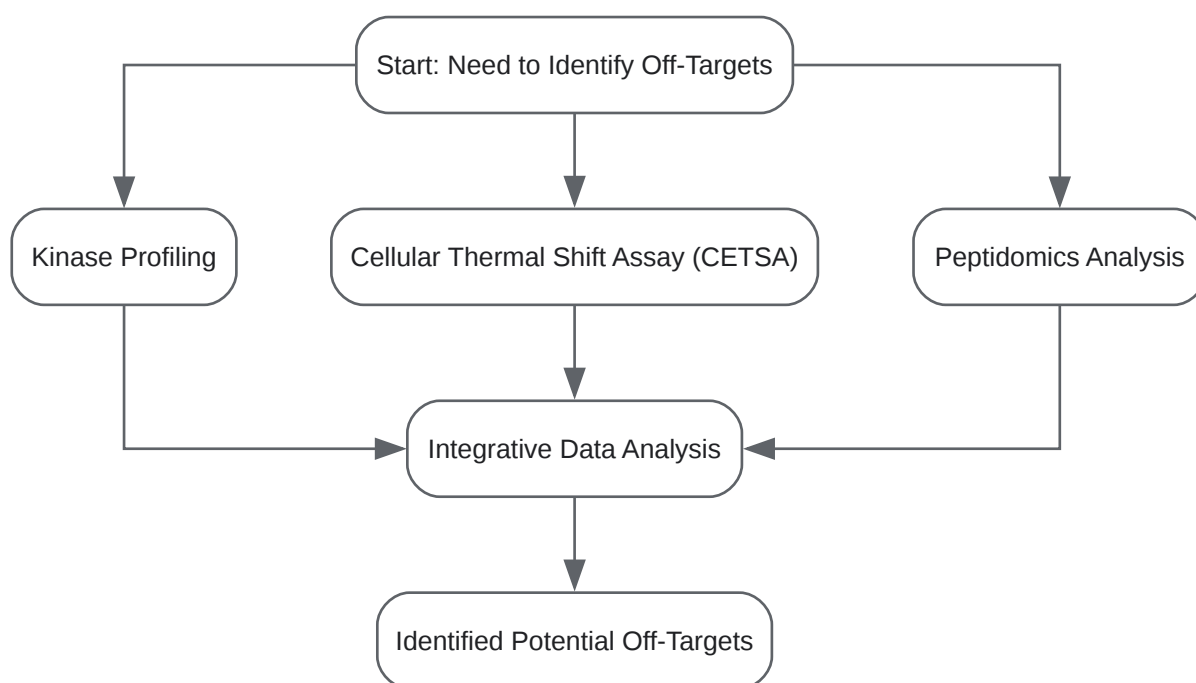 Start: Need to Identify Off-Targets
Kinase Profiling
Cellular Thermal Shift Assay (CETSA)
Peptidomics Analysis
Integrative Data Analysis
Identified Potential Off-Targets